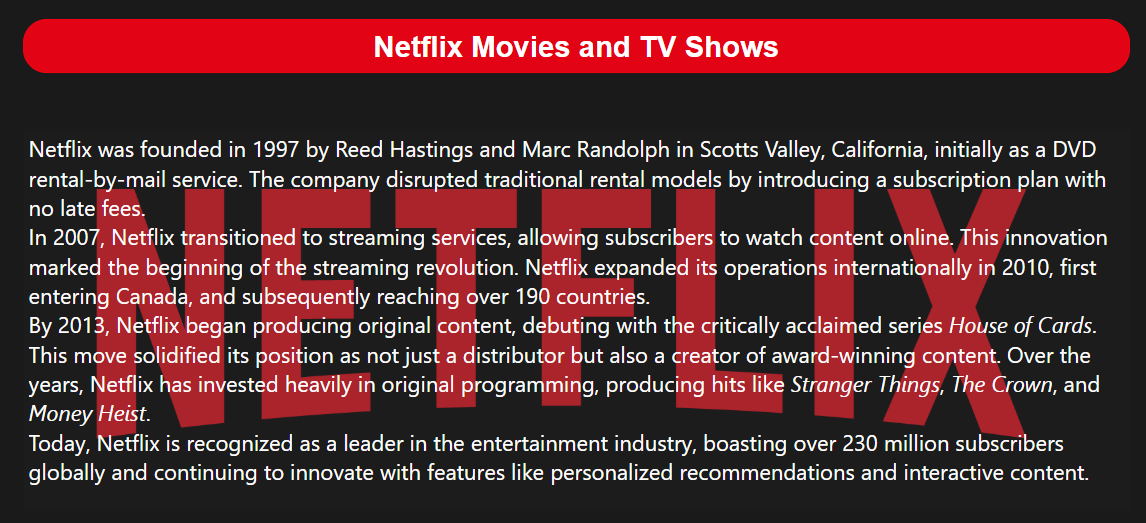 Netflix Movies and TV Shows
Netflix was founded in 1997 by Reed Hastings and Marc Randolph in Scotts Valley, California, initially as a DVD
rental-by-mail service. The company disrupted traditional rental models by introducing a subscription plan with
no late fees.
In 2007, Netflix transitioned to streaming services, allowing subscribers to watch content online. This innovation
marked the beginning of the streaming revolution. Netflix expanded its operations internationally in 2010, first
entering Canada, and subsequently reaching over 190 countries.
By 2013, Netflix began producing original content, debuting with the critically acclaimed series House of Cards.
This move solidified its position as not just a distributor but also a creator of award-winning content. Over the
years, Netflix has invested heavily in original programming, producing hits like Stranger Things, The Crown, and
Money Heist.
Today, Netflix is recognized as a leader in the entertainment industry, boasting over 230 million subscribers
globally and continuing to innovate with features like personalized recommendations and interactive content.
NETFLIX